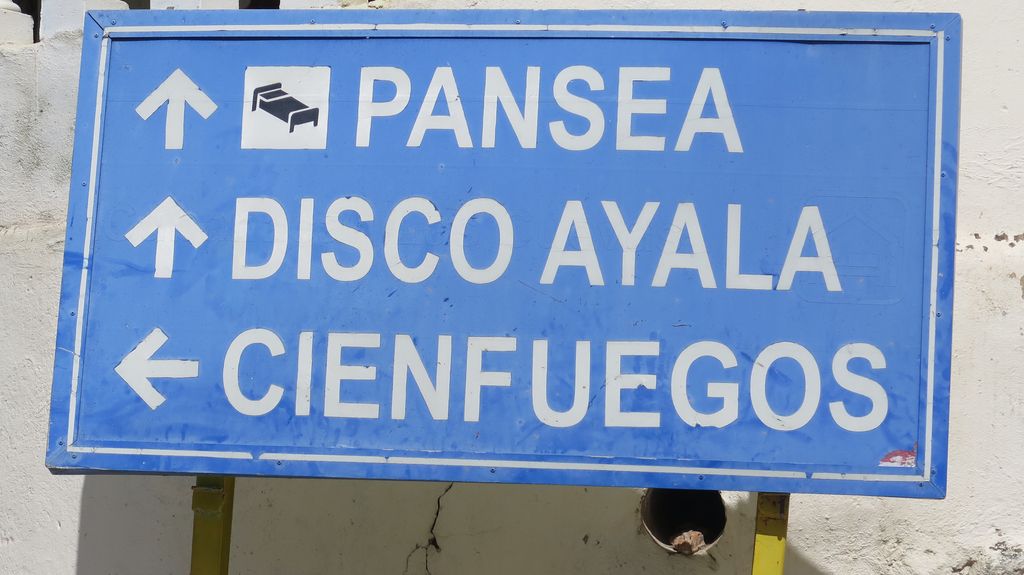 PANSEA
DISCO AYALA
CIENFUEGOS